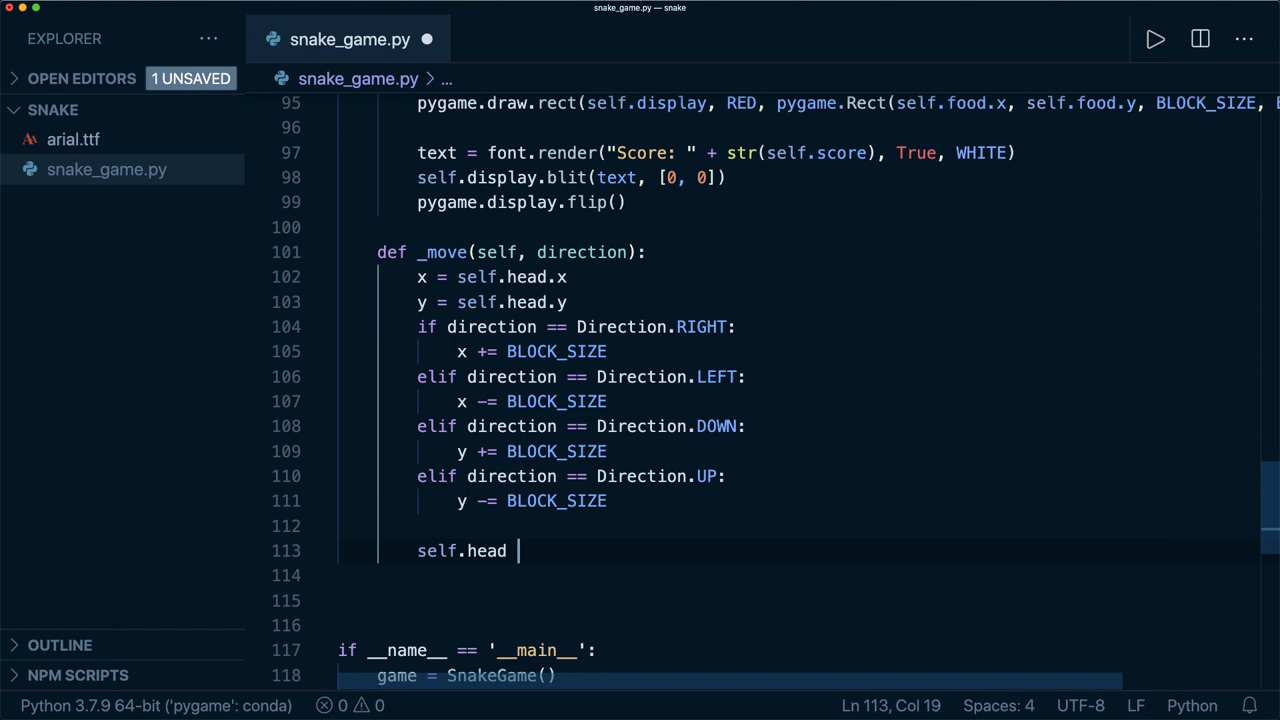 snake_game.py — snake
EXPLORER ···
snake_game.py
OPEN EDITORS 1 UNSAVED
snake_game.py > ...
SNAKE
arial.ttf
snake_game.py
95 pygame.draw.rect(self.display, RED, pygame.Rect(self.food.x, self.food.y, BLOCK_SIZE,
96
97 text = font.render("Score: " + str(self.score), True, WHITE)
98 self.display.blit(text, [0, 0])
99 pygame.display.flip()
100
101 def _move(self, direction):
102 x = self.head.x
103 y = self.head.y
104 if direction == Direction.RIGHT:
105 x += BLOCK_SIZE
106 elif direction == Direction.LEFT:
107 x -= BLOCK_SIZE
108 elif direction == Direction.DOWN:
109 y += BLOCK_SIZE
110 elif direction == Direction.UP:
111 y -= BLOCK_SIZE
112
113 self.head
114
115
116
117 if __name__ == '__main__':
118 game = SnakeGame()
OUTLINE
NPM SCRIPTS
Python 3.7.9 64-bit ('pygame': conda) 0 0 Ln 113, Col 19 Spaces: 4 UTF-8 LF Python